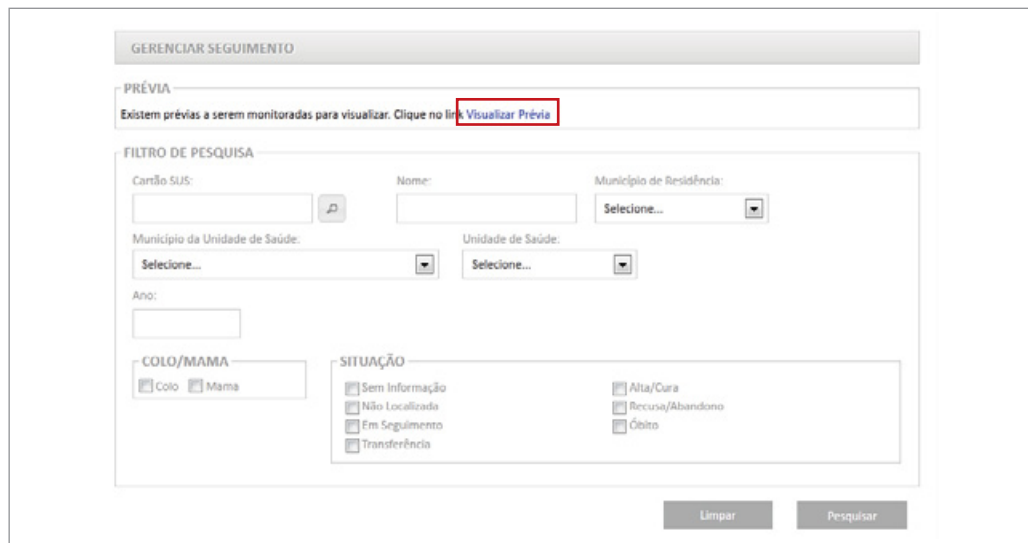 GERENCIAR SEGUIMENTO
PRÉVIA
Existem prévias a serem monitoradas para visualizar. Clique no link Visualizar Prévia
FILTRO DE PESQUISA
Cartão SUS: Nome: Município de Residência:
Selecione...
Município da Unidade de Saúde: Unidade de Saúde:
Selecione... Selecione...
Ano:
COLO/MAMA SITUAÇÃO
Colo Mama Sem Informação Alta/Cura
Não Localizada Recusa/Abandono
Em Seguimento Óbito
Transferência
Limpar Pesquisar